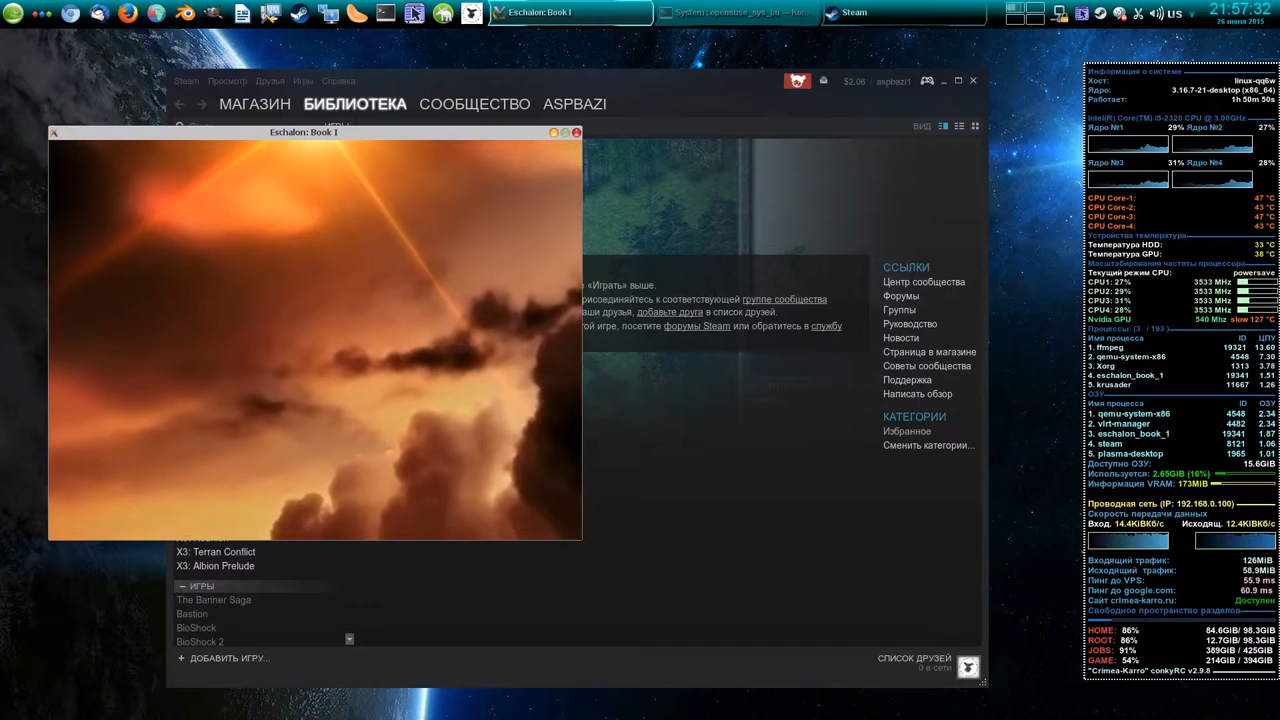 Eschalon: Book I
System : opensuse_sys_bu — Kon
Steam
us
21:57:32
26 июня 2015
Steam Просмотр Друзья Игры Справка
$2.06 aspbazi1
МАГАЗИН БИБЛИОТЕКА СООБЩЕСТВО ASPBAZI
ВИД
Eschalon: Book I
«Играть» выше.
рисоединяйтесь к соответствующей группе сообщества
аши друзья, добавьте друга в список друзей.
той игре, посетите форумы Steam или обратитесь в службу
ССЫЛКИ
Центр сообщества
Форумы
Группы
Руководство
Новости
Страница в магазине
Советы сообщества
Поддержка
Написать обзор
КАТЕГОРИИ
Избранное
Сменить категории...
X3: Terran Conflict
X3: Albion Prelude
— ИГРЫ
The Banner Saga
Bastion
BioShock
BioShock 2
+ ДОБАВИТЬ ИГРУ...
СПИСОК ДРУЗЕЙ
0 в сети
Информация о системе
Хост: linux-qq6w
Ядро: 3.16.7-21-desktop (x86_64)
Работает: 1h 50m 50s
Intel(R) Core(TM) i5-2320 CPU @ 3.00GHz
Ядро №1 29% Ядро №2 27%
Ядро №3 31% Ядро №4 28%
CPU Core-1: 47 °C
CPU Core-2: 43 °C
CPU Core-3: 47 °C
CPU Core-4: 43 °C
Устройства температура
Температура HDD: 33 °C
Температура GPU: 38 °C
Масштабирования частоты процессора
Текущий режим CPU: powersave
CPU1: 27% 3533 MHz
CPU2: 29% 3533 MHz
CPU3: 31% 3533 MHz
CPU4: 28% 3533 MHz
Nvidia GPU 540 Mhz slow 127 °C
Процессы: (3 / 193 )
Имя процесса ID ЦПУ
1. ffmpeg 19321 13.60
2. qemu-system-x86 4548 7.30
3. Xorg 1313 3.78
4. eschalon_book_1 19341 1.51
5. krusader 11667 1.26
ОЗУ
Имя процесса ID ОЗУ
1. qemu-system-x86 4548 2.34
2. virt-manager 4482 2.34
3. eschalon_book_1 19341 1.87
4. steam 8121 1.06
5. plasma-desktop 1965 1.01
Доступно ОЗУ: 15.6GiB
Используется: 2.65GiB (16%)
Информация VRAM: 173MiB
Проводная сеть (IP: 192.168.0.100)
Скорость передачи данных
Вход. 14.4KiBКб/с Исходящ. 12.4KiBКб/с
Входящий трафик: 126MiB
Исходящий трафик: 58.9MiB
Пинг до VPS: 55.9 ms
Пинг до google.com: 60.9 ms
Сайт crimea-karro.ru: Доступен
Свободное пространство разделов
HOME: 86% 84.6GiB/ 98.3GiB
ROOT: 86% 12.7GiB/ 98.3GiB
JOBS: 91% 389GiB / 425GiB
GAME: 54% 214GiB / 394GiB
"Crimea-Karro" conkyRC v2.9.8